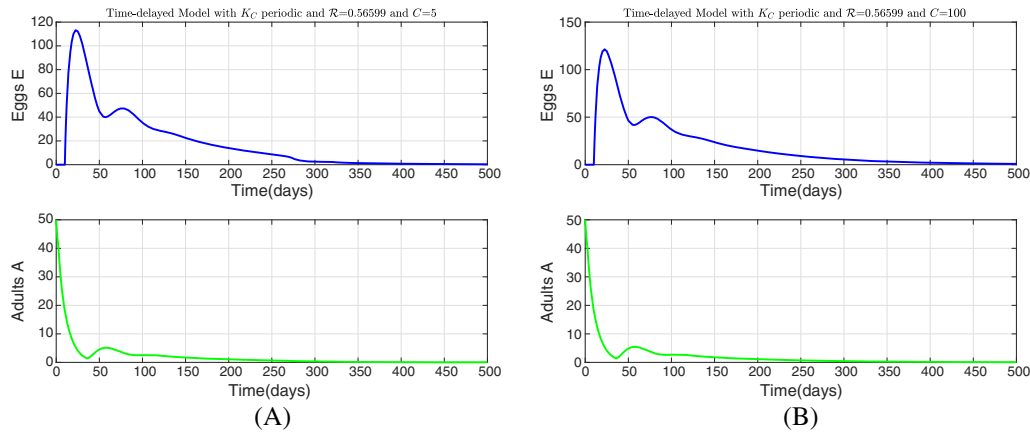 Time-delayed Model with K_C periodic and R=0.56599 and C=5
Eggs E
120
100
80
60
40
20
0
0 50 100 150 200 250 300 350 400 450 500
Time(days)
Adults A
50
40
30
20
10
0
0 50 100 150 200 250 300 350 400 450 500
Time(days)
(A)
Time-delayed Model with K_C periodic and R=0.56599 and C=100
Eggs E
150
100
50
0
0 50 100 150 200 250 300 350 400 450 500
Time(days)
Adults A
50
40
30
20
10
0
0 50 100 150 200 250 300 350 400 450 500
Time(days)
(B)